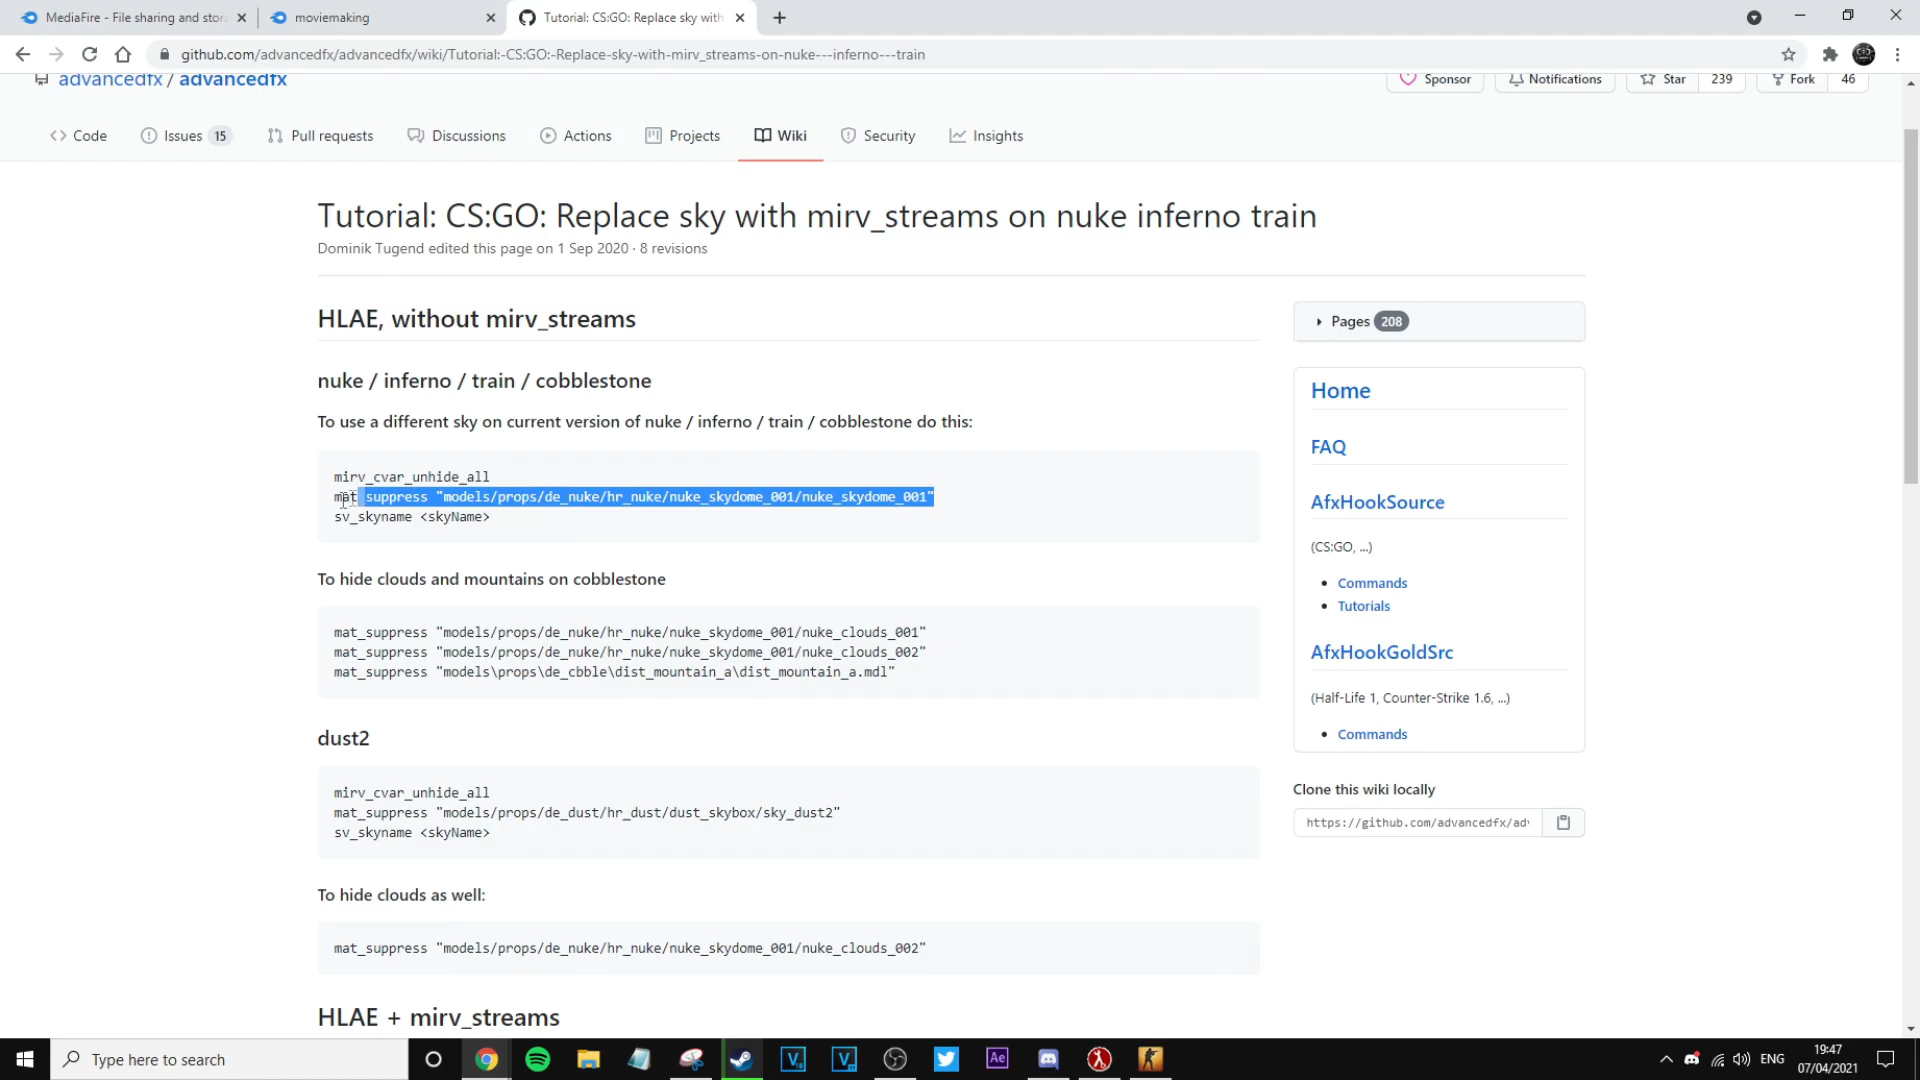 MediaFire - File sharing and stor
moviemaking
Tutorial: CS:GO: Replace sky with
github.com/advancedfx/advancedfx/wiki/Tutorial:-CS:GO:-Replace-sky-with-mirv_streams-on-nuke---inferno---train
advancedfx / advancedfx
Sponsor
Notifications
Star 239
Fork 46
Code
Issues 15
Pull requests
Discussions
Actions
Projects
Wiki
Security
Insights
Tutorial: CS:GO: Replace sky with mirv_streams on nuke inferno train
Dominik Tugend edited this page on 1 Sep 2020 · 8 revisions
HLAE, without mirv_streams
nuke / inferno / train / cobblestone
To use a different sky on current version of nuke / inferno / train / cobblestone do this:
mirv_cvar_unhide_all
mat_suppress "models/props/de_nuke/hr_nuke/nuke_skydome_001/nuke_skydome_001"
sv_skyname <skyName>
To hide clouds and mountains on cobblestone
mat_suppress "models/props/de_nuke/hr_nuke/nuke_skydome_001/nuke_clouds_001"
mat_suppress "models/props/de_nuke/hr_nuke/nuke_skydome_001/nuke_clouds_002"
mat_suppress "models\props\de_cbble\dist_mountain_a\dist_mountain_a.mdl"
dust2
mirv_cvar_unhide_all
mat_suppress "models/props/de_dust/hr_dust/dust_skybox/sky_dust2"
sv_skyname <skyName>
To hide clouds as well:
mat_suppress "models/props/de_nuke/hr_nuke/nuke_skydome_001/nuke_clouds_002"
HLAE + mirv_streams
Pages 208
Home
FAQ
AfxHookSource
(CS:GO, ...)
Commands
Tutorials
AfxHookGoldSrc
(Half-Life 1, Counter-Strike 1.6, ...)
Commands
Clone this wiki locally
https://github.com/advancedfx/adv
Type here to search
Ae
ENG
19:47
07/04/2021